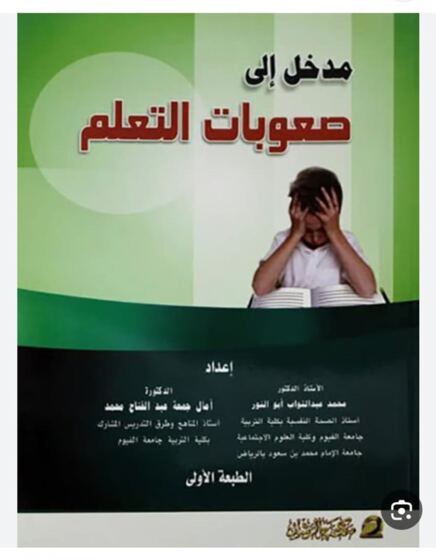 مدخل إلى
صعوبات التعلم
إعداد
الأستاذ الدكتور
محمد عبدالتواب أبو النور
أستاذ الصحة النفسية بكلية التربية
جامعة الفيوم وكلية العلوم الاجتماعية
جامعة الإمام محمد بن سعود بالرياض
الدكتورة
آمال جمعة عبد الفتاح محمد
أستاذ المناهج وطرق التدريس المشارك
بكلية التربية جامعة الفيوم
الطبعة الأولى